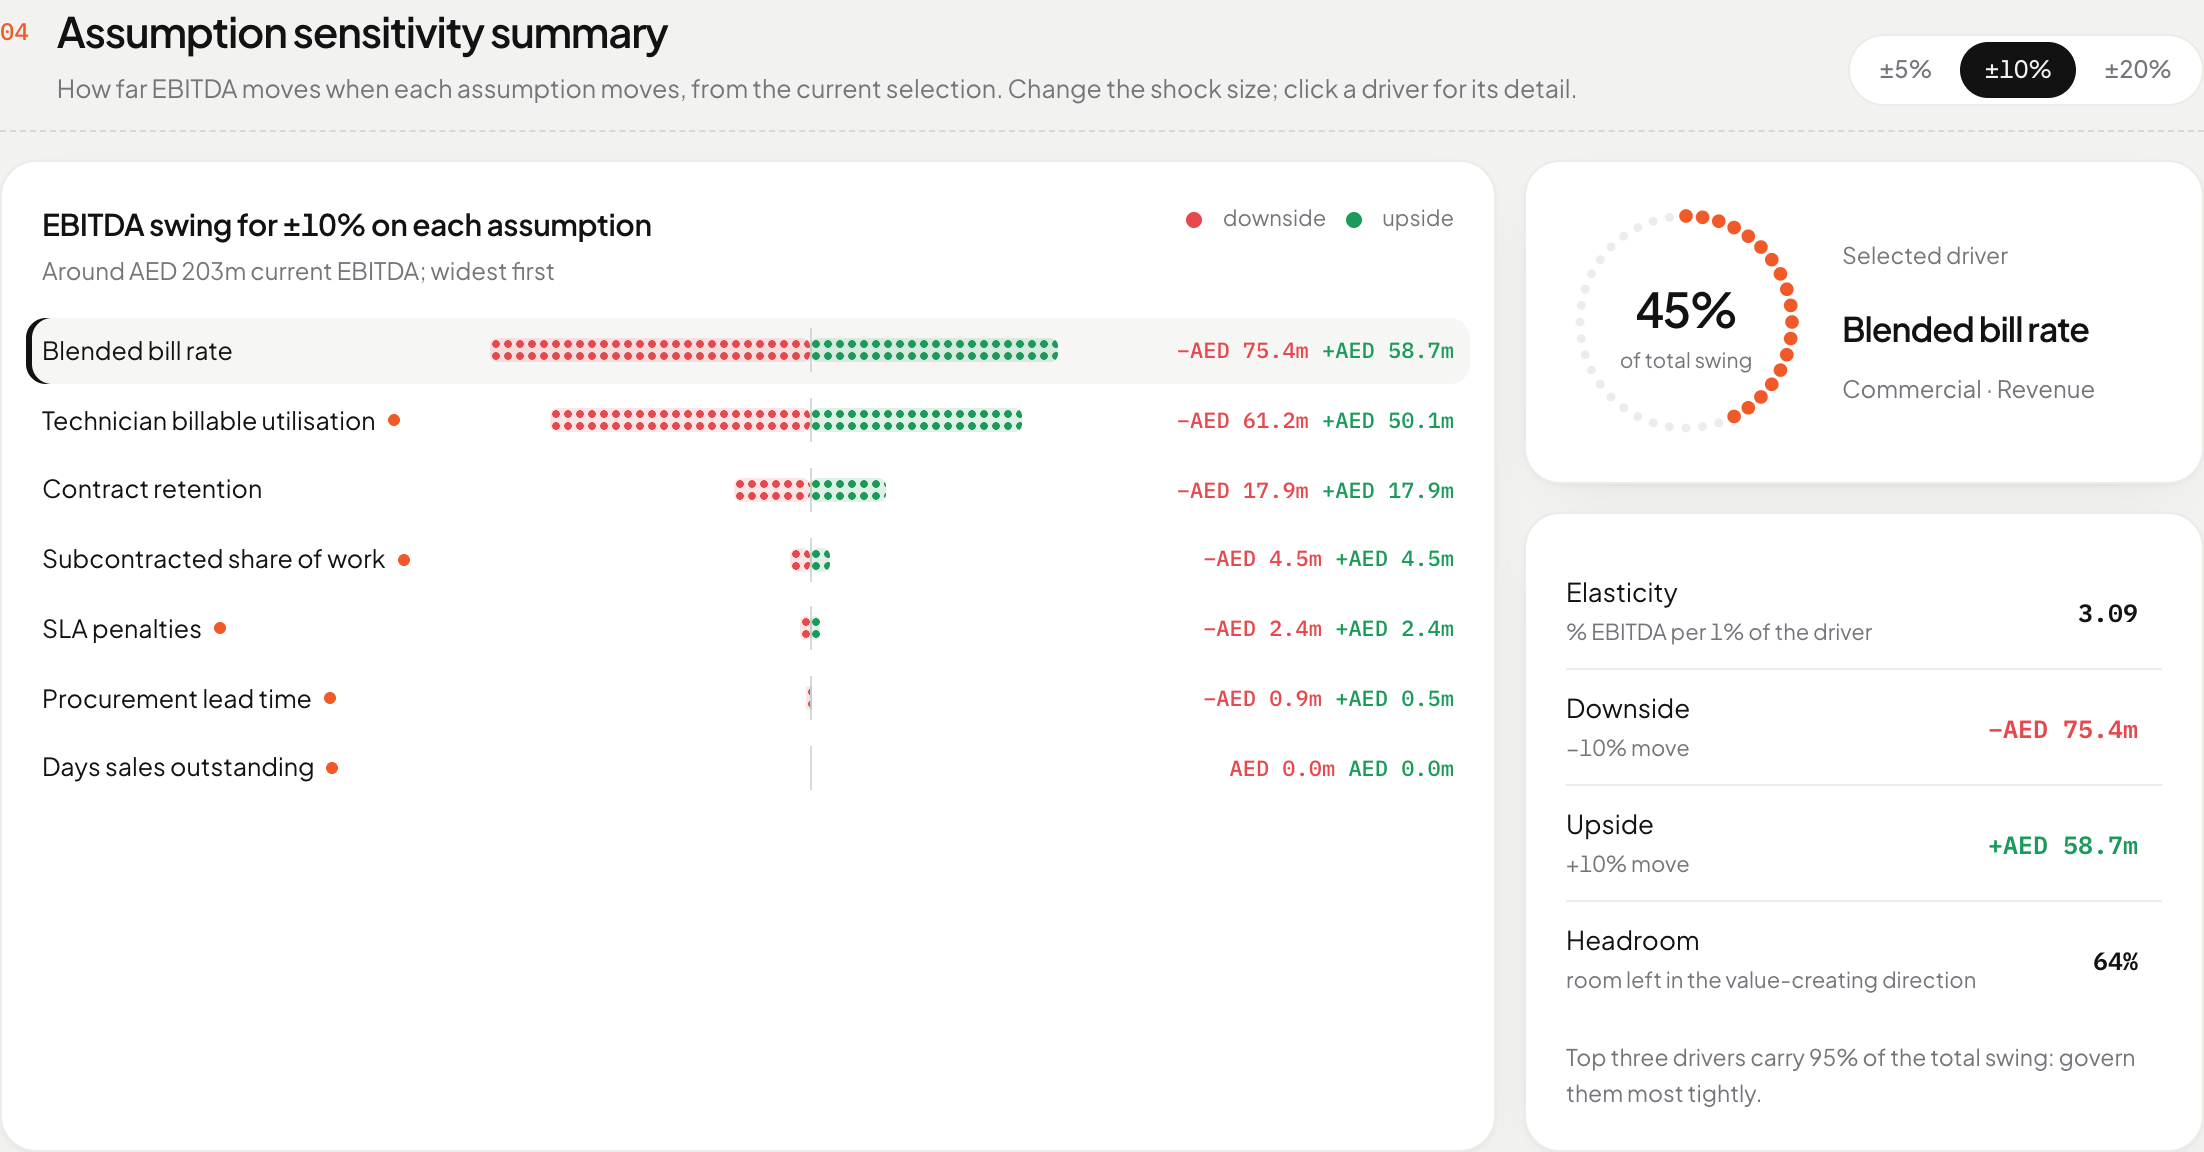 04 Assumption sensitivity summary
How far EBITDA moves when each assumption moves, from the current selection. Change the shock size; click a driver for its detail.
±5% ±10% ±20%
EBITDA swing for ±10% on each assumption
Around AED 203m current EBITDA; widest first
downside upside
Blended bill rate −AED 75.4m +AED 58.7m
Technician billable utilisation −AED 61.2m +AED 50.1m
Contract retention −AED 17.9m +AED 17.9m
Subcontracted share of work −AED 4.5m +AED 4.5m
SLA penalties −AED 2.4m +AED 2.4m
Procurement lead time −AED 0.9m +AED 0.5m
Days sales outstanding AED 0.0m AED 0.0m
45%
of total swing
Selected driver
Blended bill rate
Commercial · Revenue
Elasticity
% EBITDA per 1% of the driver
3.09
Downside
−10% move
−AED 75.4m
Upside
+10% move
+AED 58.7m
Headroom
room left in the value-creating direction
64%
Top three drivers carry 95% of the total swing: govern
them most tightly.